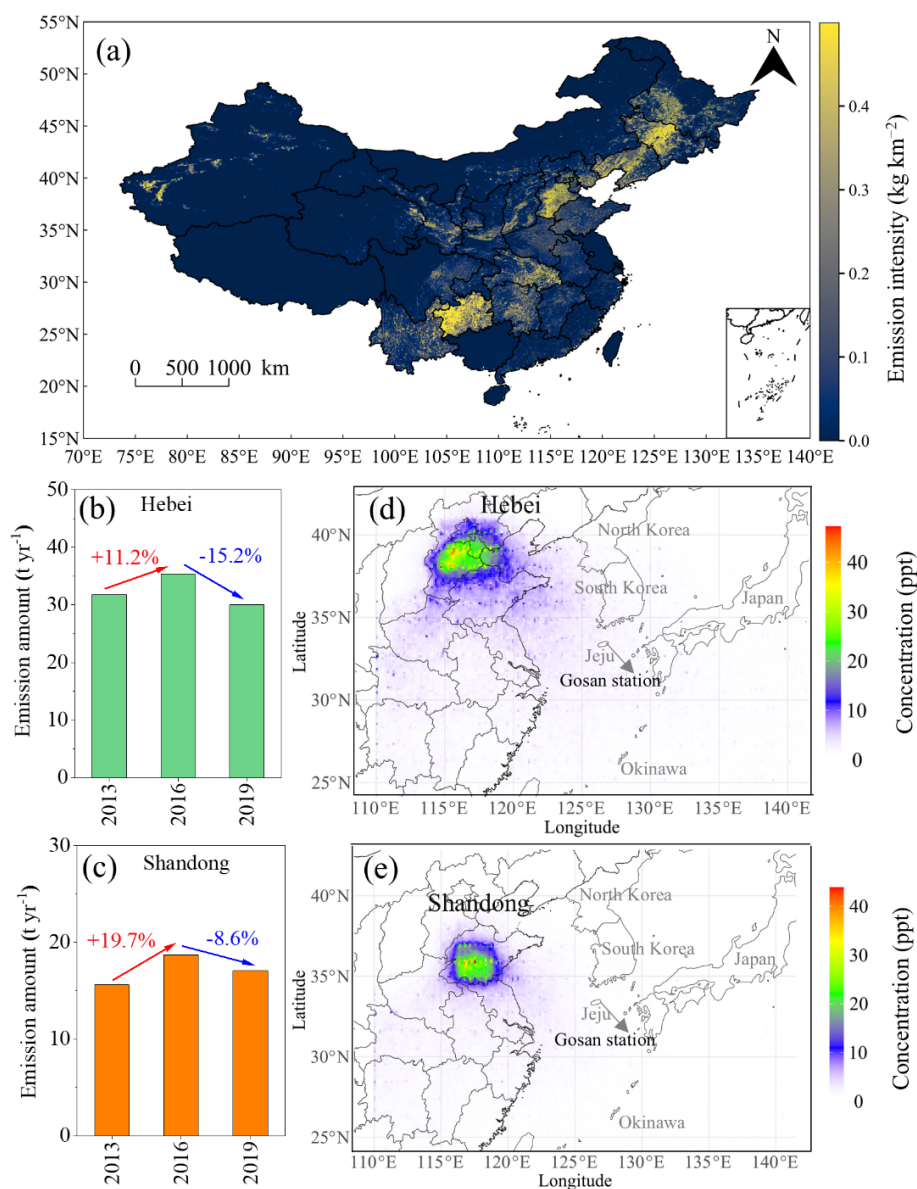 (a)
N
55°N
50°N
45°N
40°N
35°N
30°N
25°N
20°N
15°N
0 500 1000 km
70°E 75°E 80°E 85°E 90°E 95°E 100°E 105°E 110°E 115°E 120°E 125°E 130°E 135°E 140°E
0.4
0.3
0.2
0.1
0.0
Emission intensity (kg km⁻²)
(b)
Hebei
+11.2%
-15.2%
50
40
30
20
10
0
Emission amount (t yr⁻¹)
2013
2016
2019
(d)
Hebei
North Korea
South Korea
Japan
Jeju
Gosan station
Okinawa
40°N
35°N
30°N
25°N
Latitude
110°E 115°E 120°E 125°E 130°E 135°E 140°E
Longitude
40
30
20
10
0
Concentration (ppt)
(c)
Shandong
+19.7%
-8.6%
30
20
10
0
Emission amount (t yr⁻¹)
2013
2016
2019
(e)
Shandong
North Korea
South Korea
Japan
Jeju
Gosan station
Okinawa
40°N
35°N
30°N
25°N
Latitude
110°E 115°E 120°E 125°E 130°E 135°E 140°E
Longitude
40
30
20
10
0
Concentration (ppt)